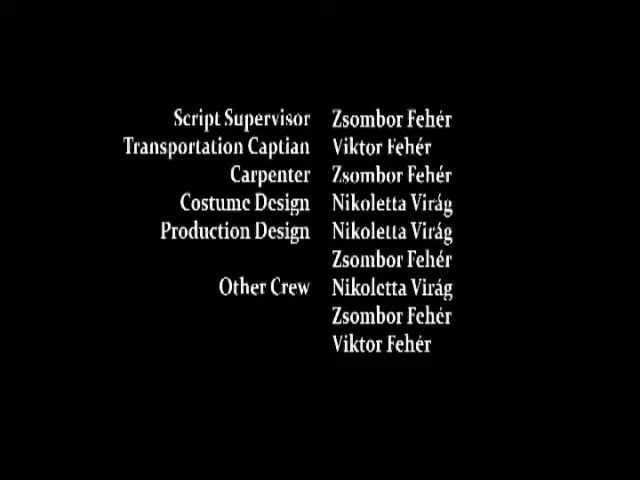 Script Supervisor Zsombor Fehér
Transportation Captian Viktor Fehér
Carpenter Zsombor Fehér
Costume Design Nikoletta Virág
Production Design Nikoletta Virág
Zsombor Fehér
Other Crew Nikoletta Virág
Zsombor Fehér
Viktor Fehér